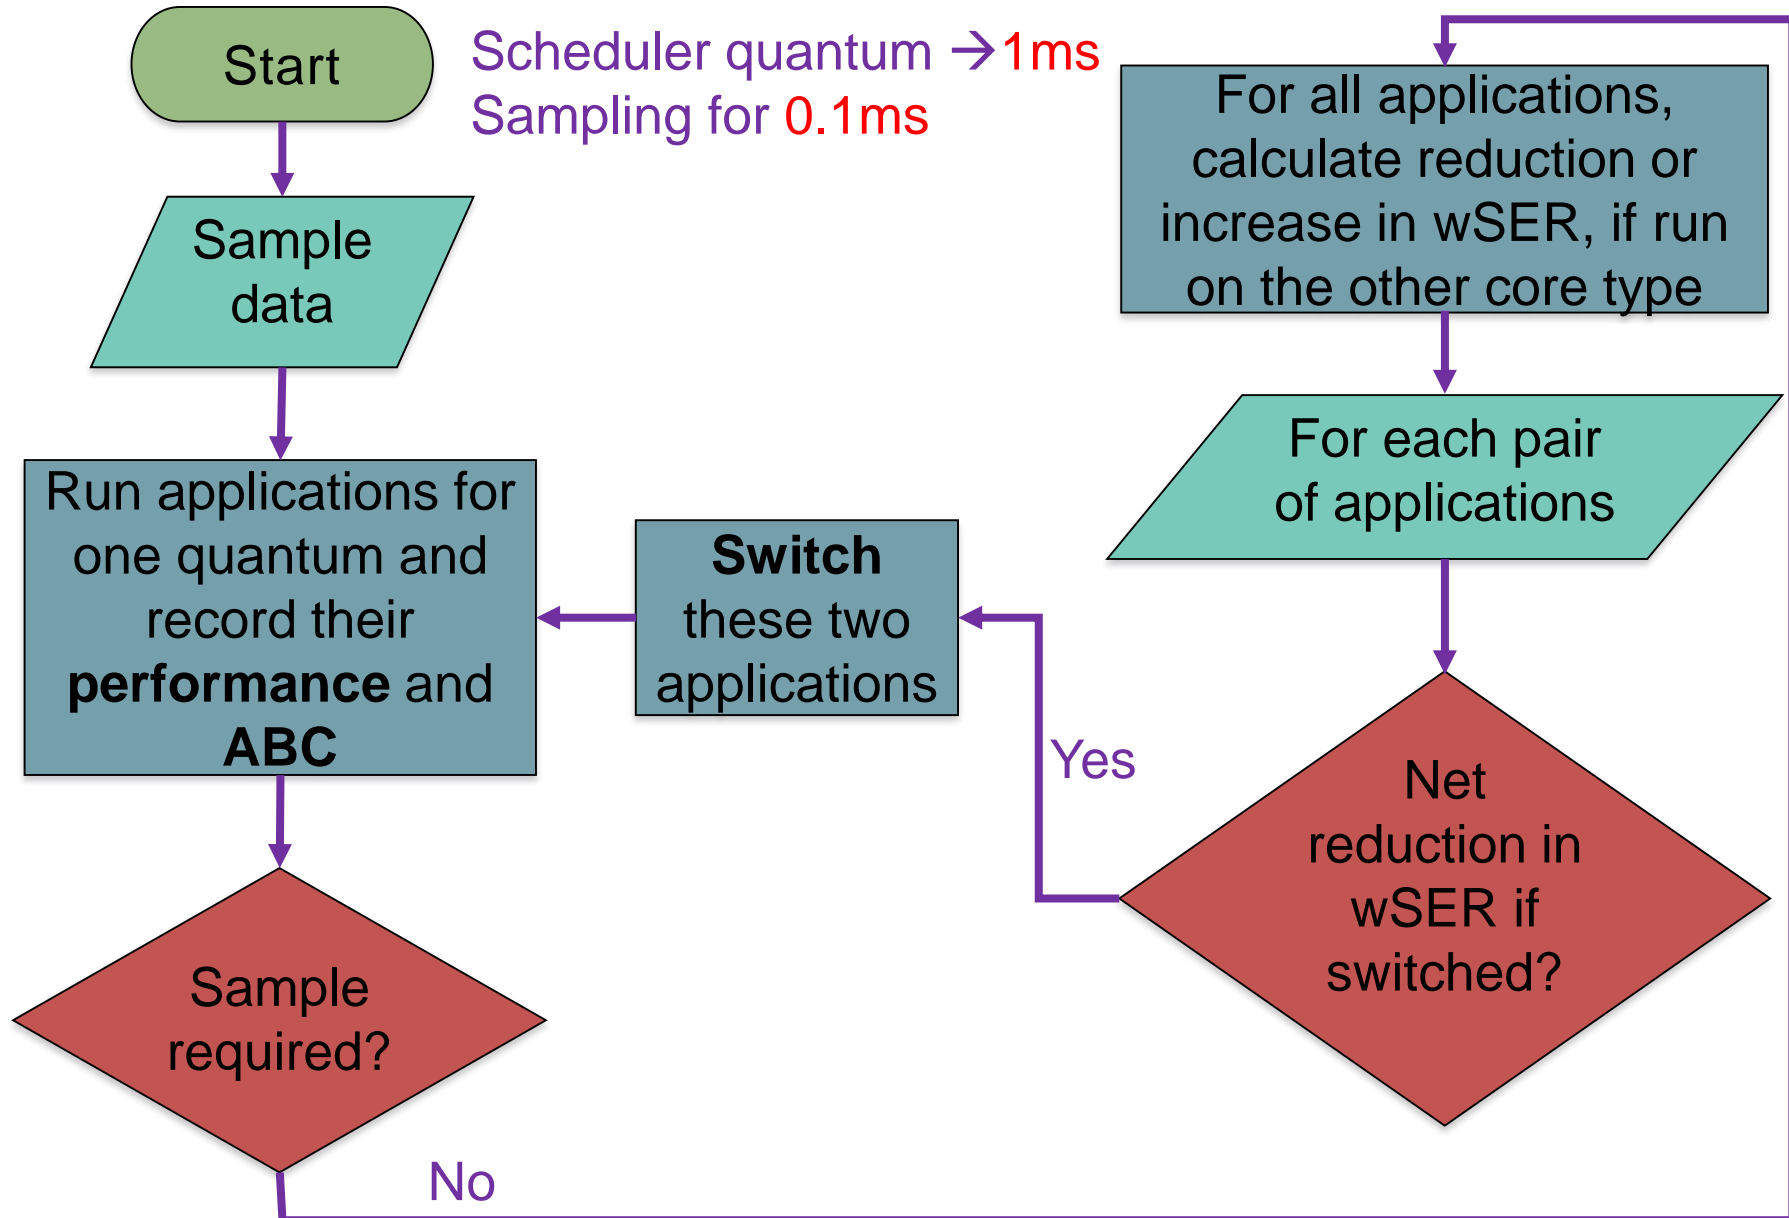 Start
Scheduler quantum →1ms
Sampling for 0.1ms
Sample
data
Run applications for
one quantum and
record their
performance and
ABC
Sample
required?
No
For all applications,
calculate reduction or
increase in wSER, if run
on the other core type
For each pair
of applications
Net
reduction in
wSER if
switched?
Yes
Switch
these two
applications